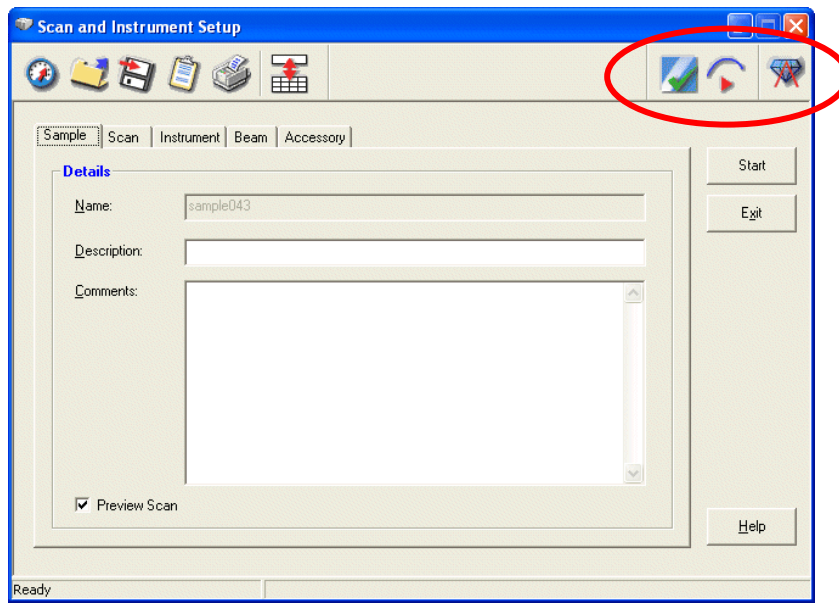 Scan and Instrument Setup
Sample Scan Instrument Beam Accessory
Details
Start
Name: sample043
Exit
Description:
Comments:
Preview Scan
Help
Ready